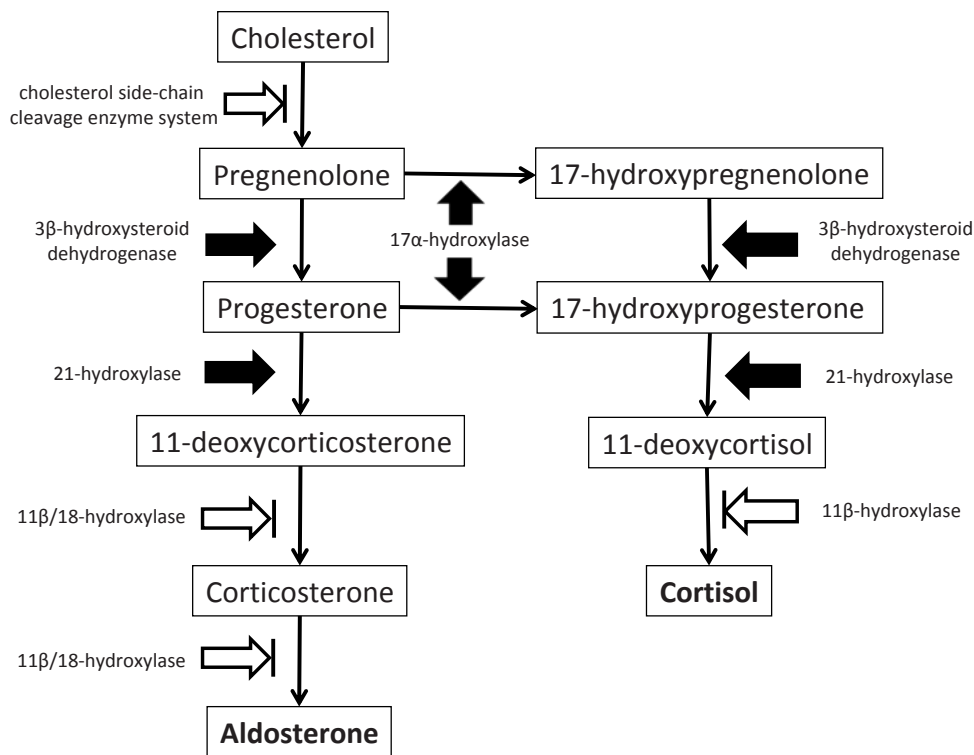 Cholesterol
cholesterol side-chain
cleavage enzyme system
Pregnenolone
17-hydroxypregnenolone
3β-hydroxysteroid
dehydrogenase
17α-hydroxylase
3β-hydroxysteroid
dehydrogenase
Progesterone
17-hydroxyprogesterone
21-hydroxylase
21-hydroxylase
11-deoxycorticosterone
11-deoxycortisol
11β/18-hydroxylase
11β-hydroxylase
Corticosterone
Cortisol
11β/18-hydroxylase
Aldosterone